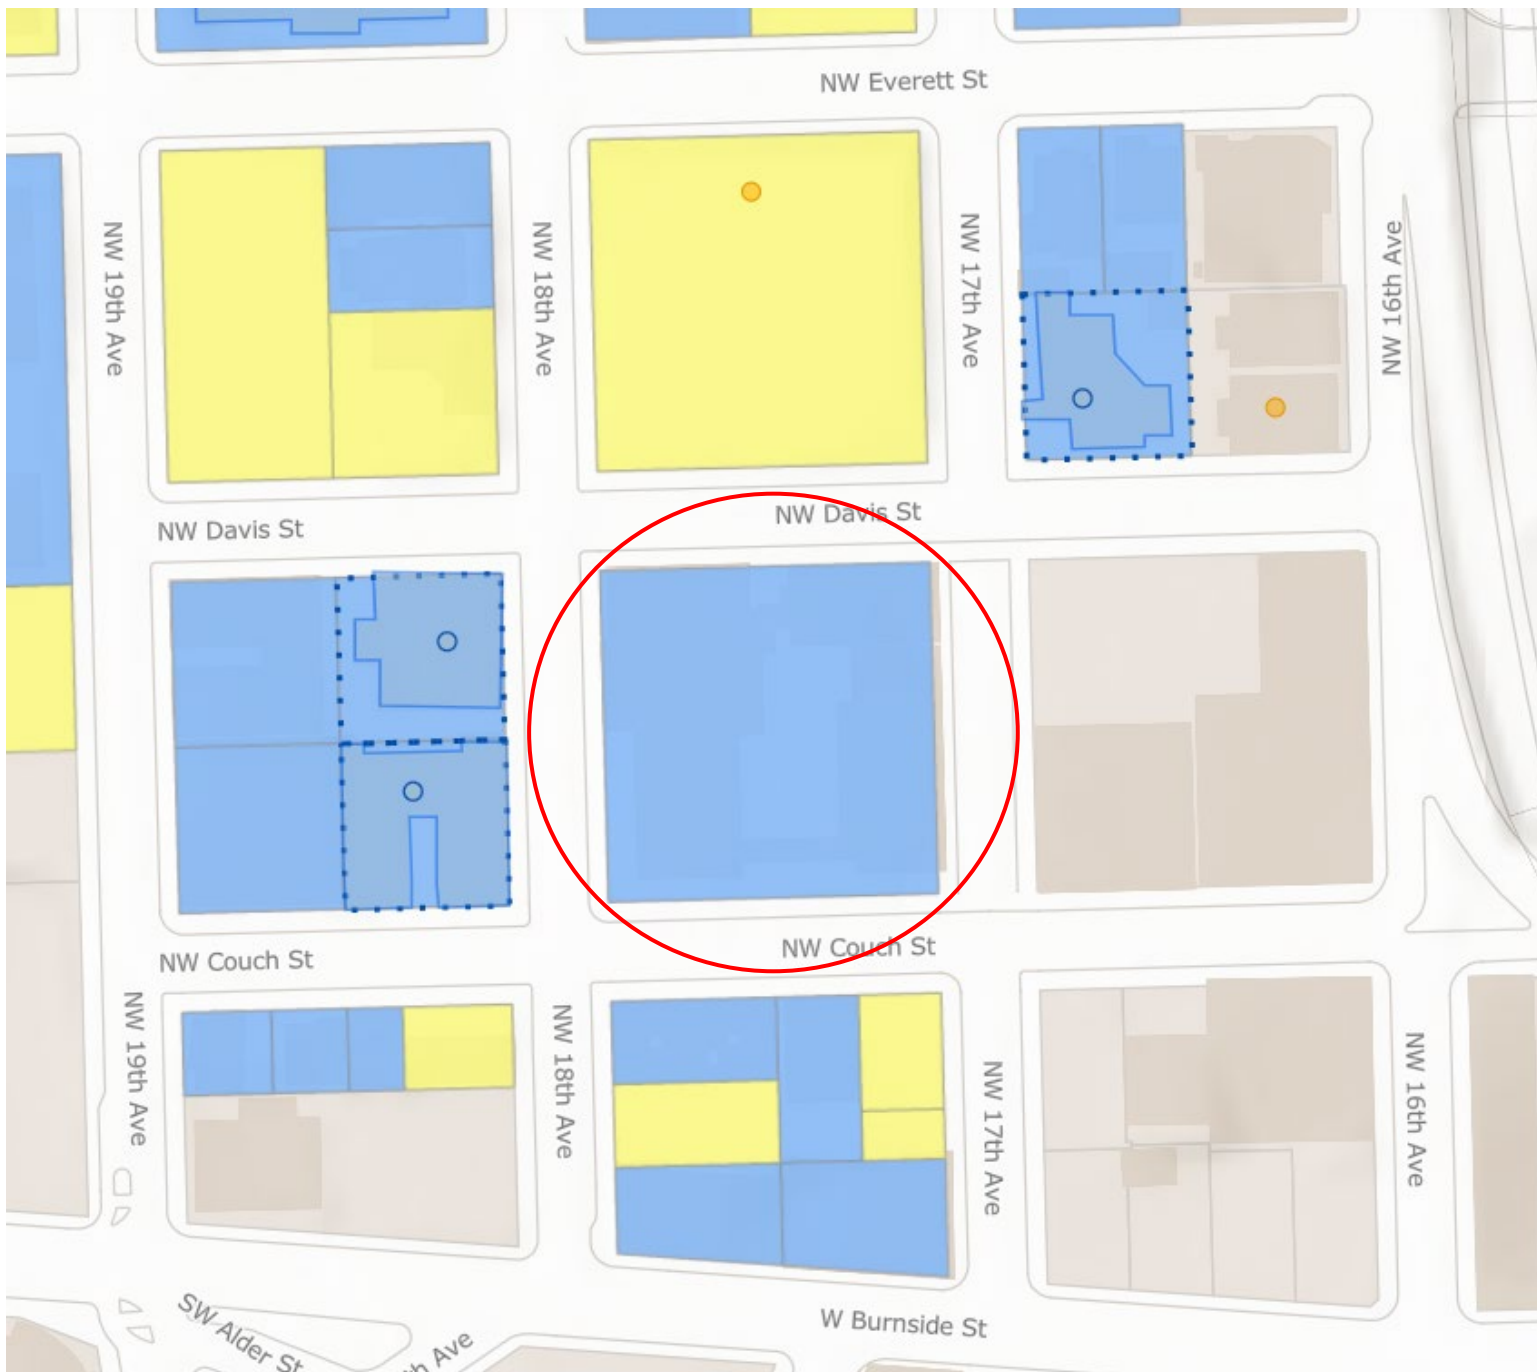 NW Everett St
NW 19th Ave
NW 18th Ave
NW 17th Ave
NW 16th Ave
NW Davis St
NW Davis St
NW Couch St
NW Couch St
NW 19th Ave
NW 18th Ave
NW 17th Ave
NW 16th Ave
SW Alder St
Ave
W Burnside St